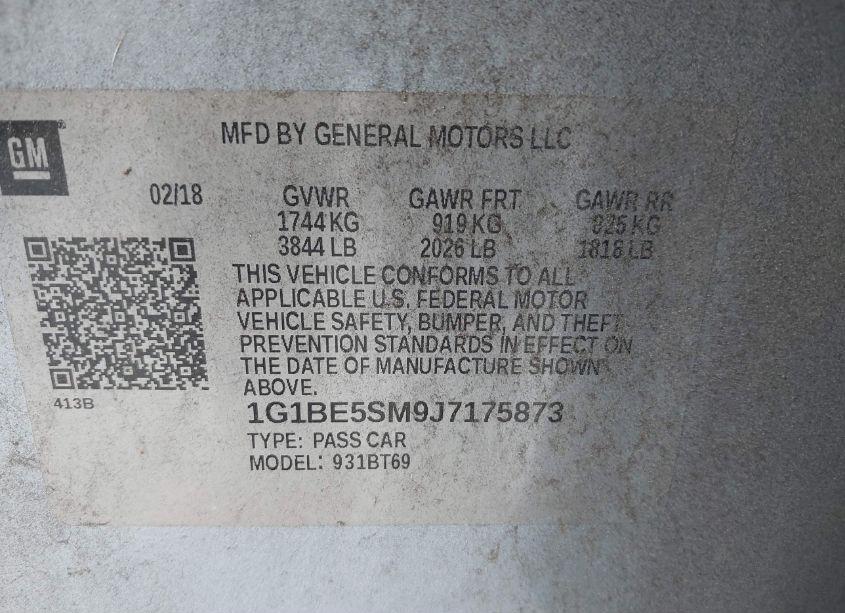 MFD BY GENERAL MOTORS LLC
GM
02/18 GVWR GAWR FRT GAWR RR
1744 KG 919 KG 825 KG
3844 LB 2026 LB 1818 LB
THIS VEHICLE CONFORMS TO ALL
APPLICABLE U.S. FEDERAL MOTOR
VEHICLE SAFETY, BUMPER, AND THEFT
PREVENTION STANDARDS IN EFFECT ON
THE DATE OF MANUFACTURE SHOWN
ABOVE.
413B
1G1BE5SM9J7175873
TYPE: PASS CAR
MODEL: 931BT69